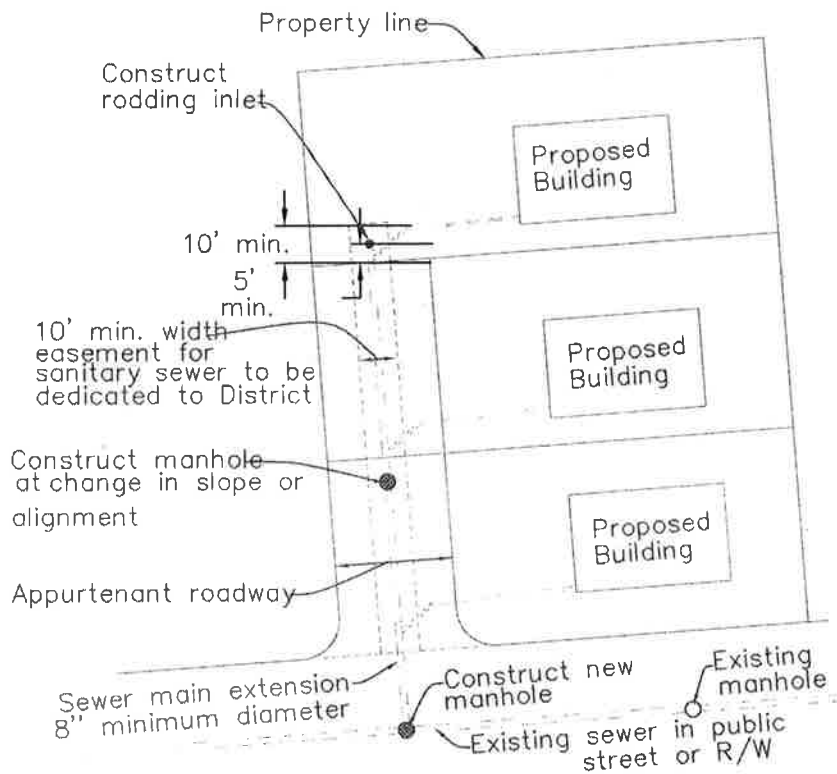 Property line
Construct
rodding inlet
Proposed
Building
10' min.
5'
min.
10' min. width
easement for
sanitary sewer to be
dedicated to District
Proposed
Building
Construct manhole
at change in slope or
alignment
Proposed
Building
Appurtenant roadway
Sewer main extension
8" minimum diameter
Construct new
manhole
Existing
manhole
Existing sewer in public
street or R/W